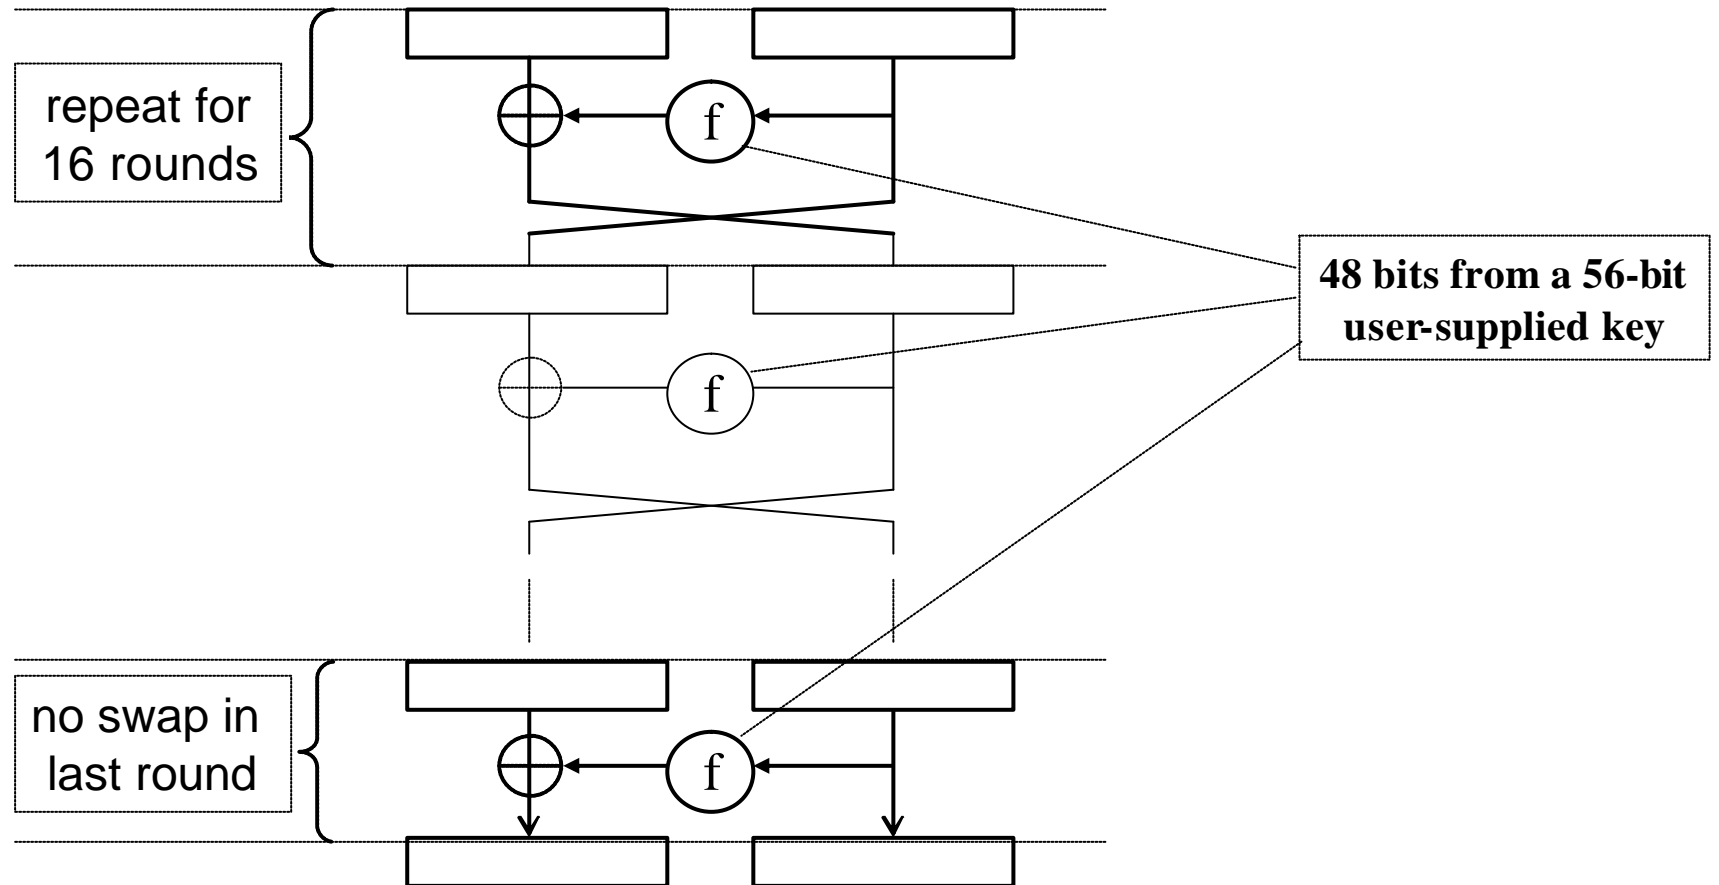 repeat for
16 rounds
f
48 bits from a 56-bit
user-supplied key
f
no swap in
last round
f